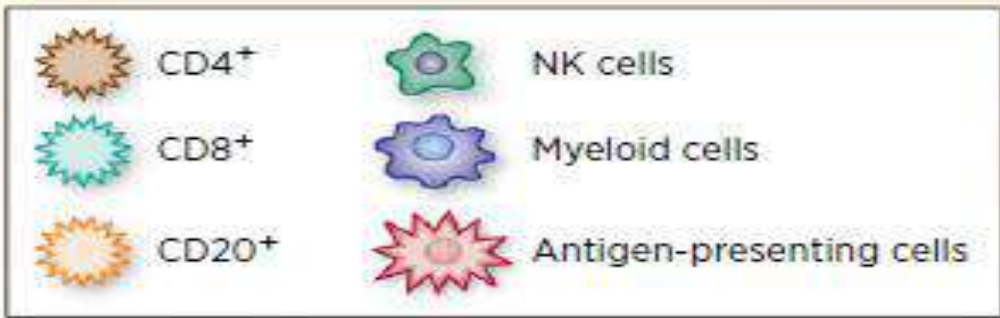 CD4⁺
NK cells
CD8⁺
Myeloid cells
CD20⁺
Antigen-presenting cells